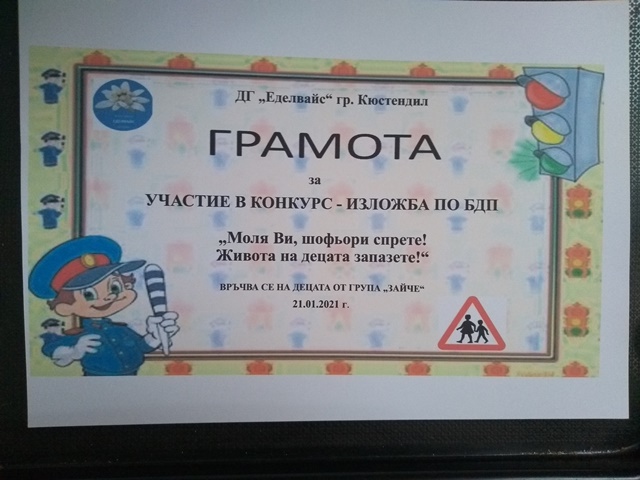 ДГ „Еделвайс“ гр. Кюстендил
ГРАМОТА
за
УЧАСТИЕ В КОНКУРС - ИЗЛОЖБА ПО БДП
„Моля Ви, шофьори спрете!
Живота на децата запазете!“
ВРЪЧВА СЕ НА ДЕЦАТА ОТ ГРУПА „ЗАЙЧЕ“
21.01.2021 г.